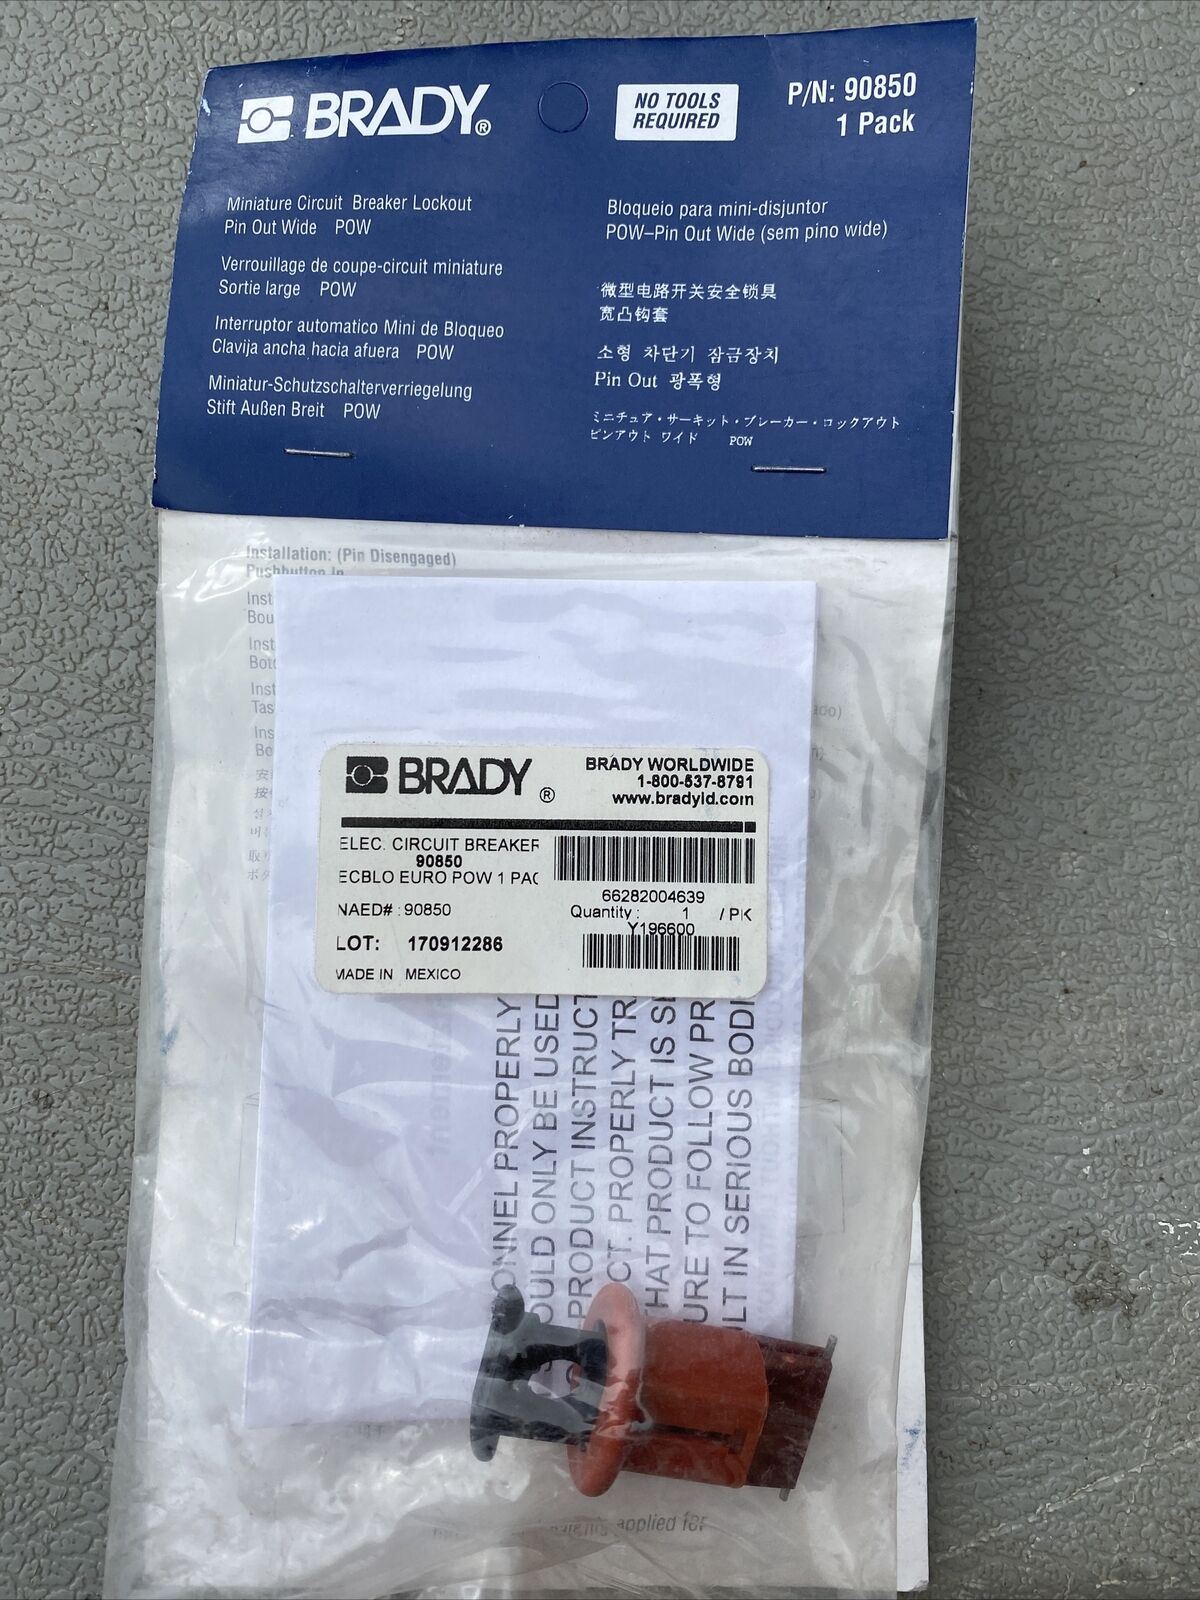 BRADY®
NO TOOLS
REQUIRED
P/N: 90850
1 Pack
Miniature Circuit Breaker Lockout
Pin Out Wide POW
Verrouillage de coupe-circuit miniature
Sortie large POW
Interruptor automatico Mini de Bloqueo
Clavija ancha hacia afuera POW
Miniatur-Schutzschalterverriegelung
Stift Außen Breit POW
Bloqueio para mini-disjuntor
POW–Pin Out Wide (sem pino wide)
微型电路开关安全锁具
宽凸钩套
소형 차단기 잠금장치
Pin Out 광폭형
ミニチュア・サーキット・ブレーカー・ロックアウト
ピンアウト ワイド POW
Installation: (Pin Disengaged)
Pushbutton In
BRADY®
BRADY WORLDWIDE
1-800-537-8791
www.bradyid.com
ELEC. CIRCUIT BREAKER
90850
ECBLO EURO POW 1 PAC
NAED# : 90850
LOT: 170912286
MADE IN MEXICO
66282004639
Quantity : 1 / PK
Y196600
ONNEL PROPERLY
OULD ONLY BE USED
PRODUCT INSTRUCT
CT. PROPERLY TR
THAT PRODUCT IS S
URE TO FOLLOW PR
ULT IN SERIOUS BODI
applied for